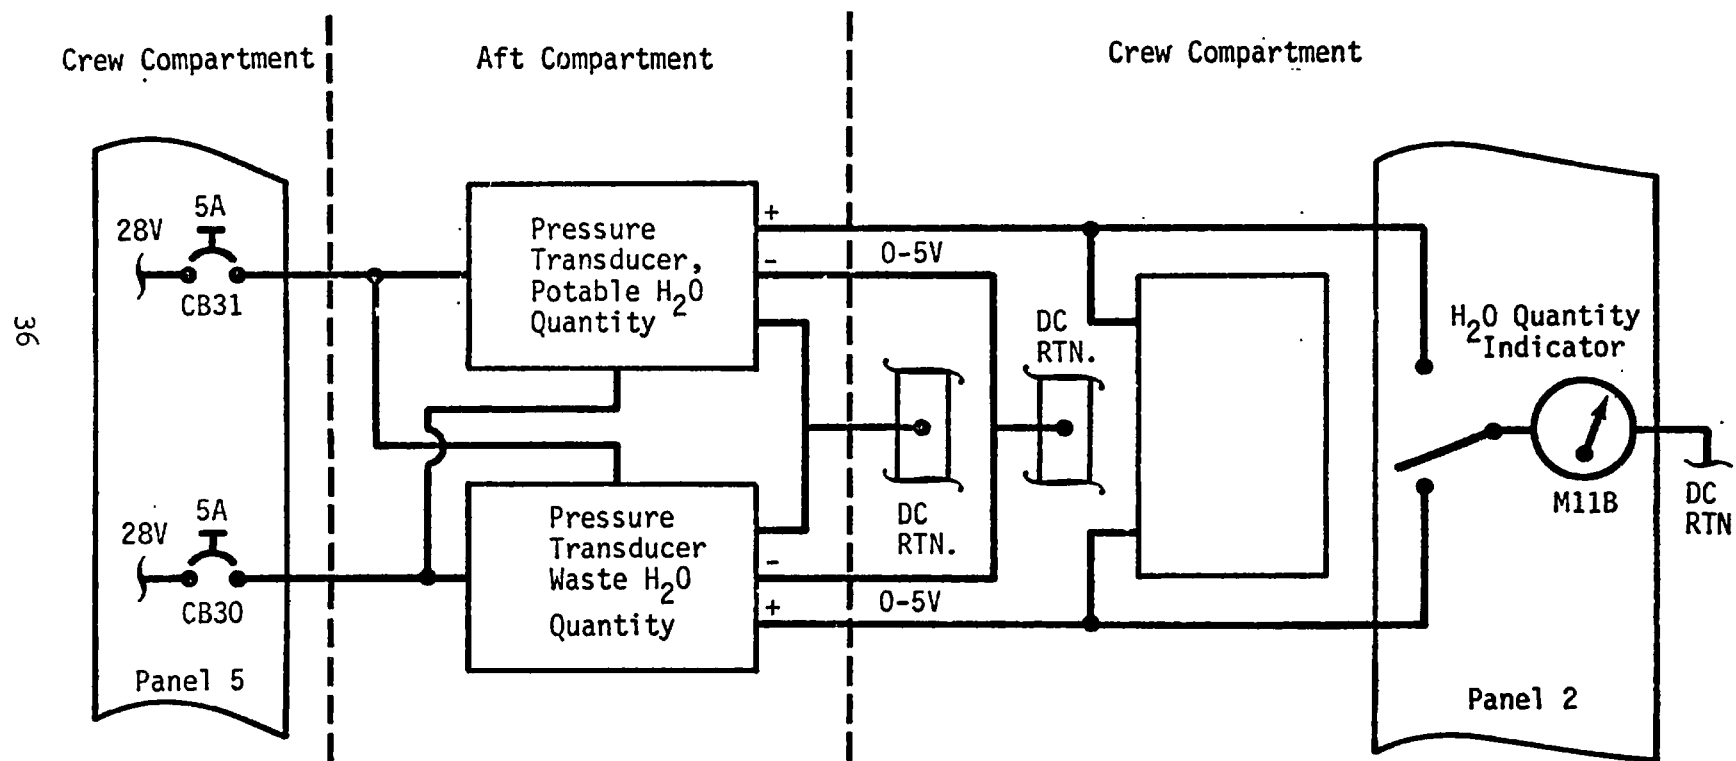 Crew Compartment
Aft Compartment
Crew Compartment
36
28V
5A
CB31
28V
5A
CB30
Panel 5
Pressure
Transducer,
Potable H2O
Quantity
+
-
0-5V
Pressure
Transducer
Waste H2O
Quantity
-
+
0-5V
DC
RTN.
DC
RTN.
H2O Quantity
Indicator
M11B
DC
RTN
Panel 2